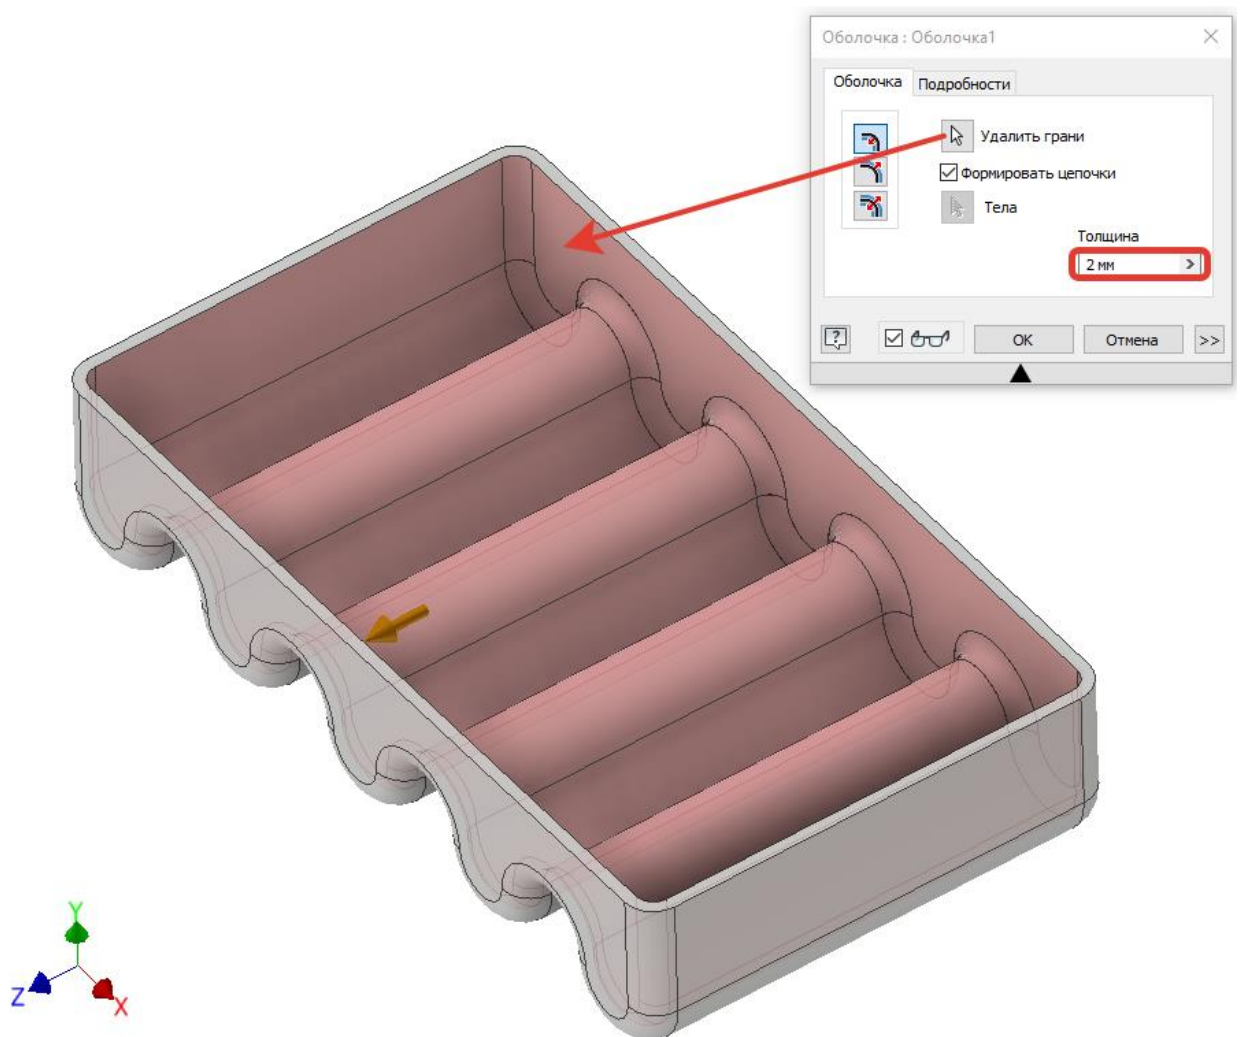 Оболочка : Оболочка1
Оболочка
Подробности
Удалить грани
Формировать цепочки
Тела
Толщина
2 мм
>
?
ОК
Отмена
>>
Y
Z
X